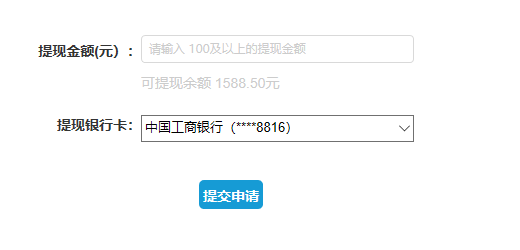 提现金额(元) ： 请输入 100及以上的提现金额
可提现余额 1588.50元
提现银行卡： 中国工商银行（****8816）
提交申请